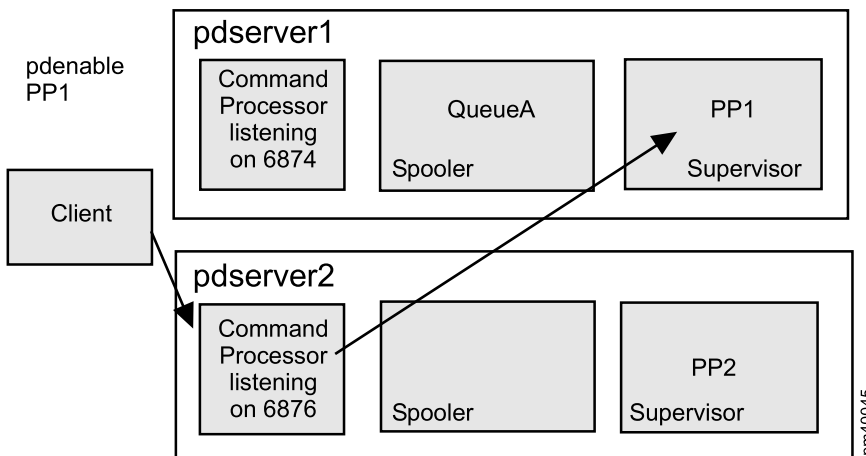 pdserver1
pdenable
PP1
Command
Processor
listening
on 6874
QueueA
Spooler
PP1
Supervisor
Client
pdserver2
Command
Processor
listening
on 6876
Spooler
PP2
Supervisor